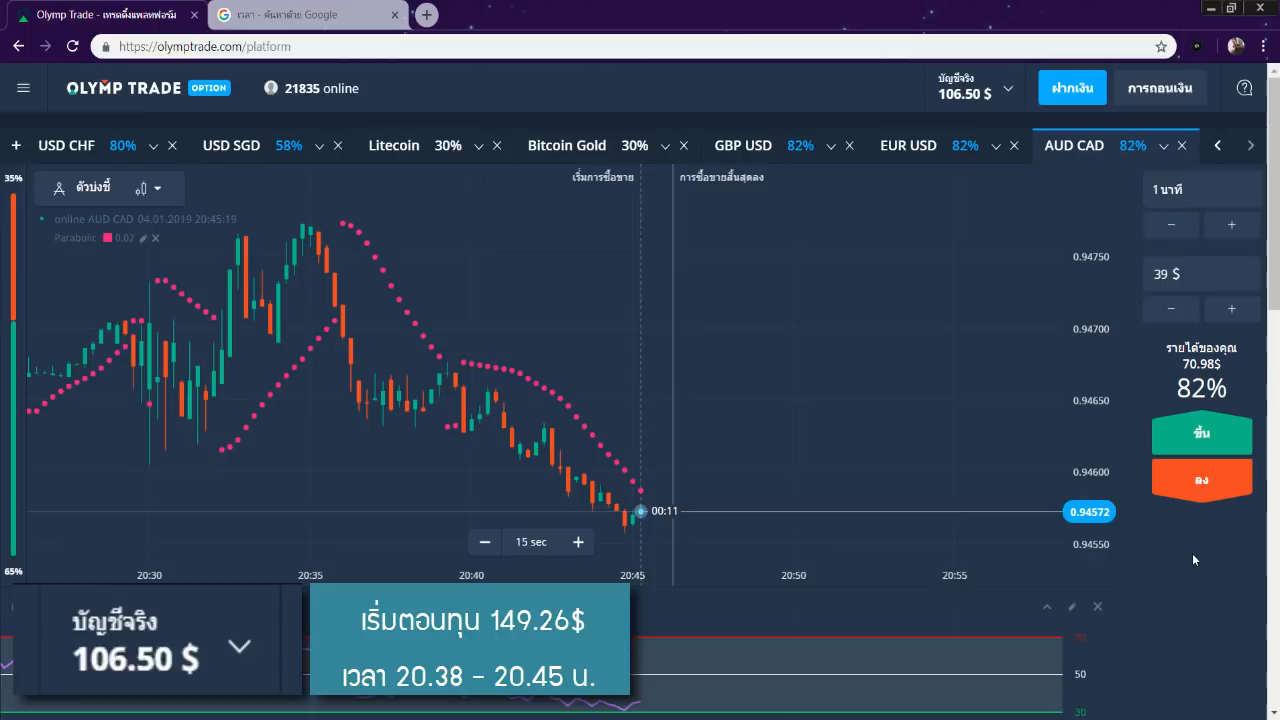 Olymp Trade - เทรดดิ้งแพลทฟอร์ม
เวลา - ค้นหาด้วย Google
https://olymptrade.com/platform
OLYMP TRADE OPTION
21835 online
บัญชีจริง
106.50 $
ฝากเงิน
การถอนเงิน
USD CHF 80%
USD SGD 58%
Litecoin 30%
Bitcoin Gold 30%
GBP USD 82%
EUR USD 82%
AUD CAD 82%
35%
ตัวบ่งชี้
เริ่มการซื้อขาย
การซื้อขายสิ้นสุดลง
1 นาที
online AUD CAD 04.01.2019 20:45:19
Parabolic 0.02
0.94750
39 $
0.94700
รายได้ของคุณ
70.98$
82%
0.94650
ขึ้น
0.94600
ลง
00:11
0.94572
15 sec
0.94550
65%
20:30
20:35
20:40
20:45
20:50
20:55
บัญชีจริง
106.50 $
เริ่มตอนทุน 149.26$
เวลา 20.38 - 20.45 น.
70
50
30